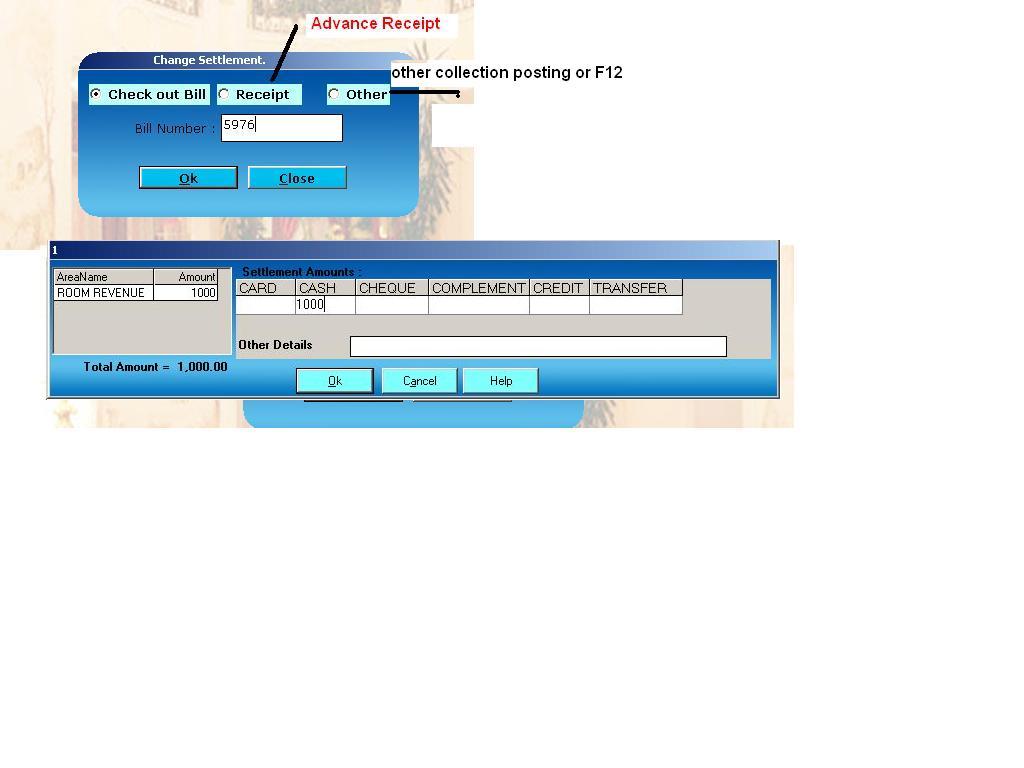 Advance Receipt
Change Settlement.
other collection posting or F12
Check out Bill Receipt Other
Bill Number : 5976
Ok Close
1
Settlement Amounts :
AreaName Amount
CARD CASH CHEQUE COMPLEMENT CREDIT TRANSFER
ROOM REVENUE 1000
1000
Other Details
Total Amount = 1,000.00
Ok Cancel Help